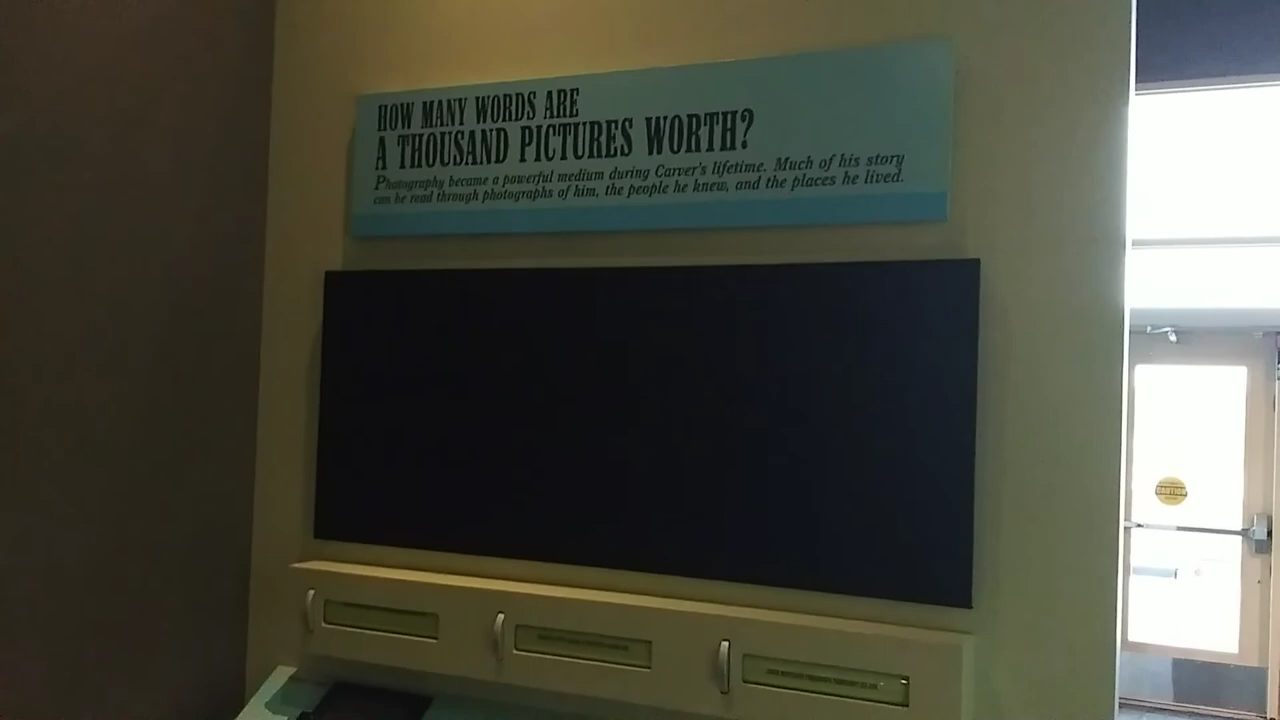 HOW MANY WORDS ARE
A THOUSAND PICTURES WORTH?
Photography became a powerful medium during Carver's lifetime. Much of his story
can be read through photographs of him, the people he knew, and the places he lived.
CAUTION